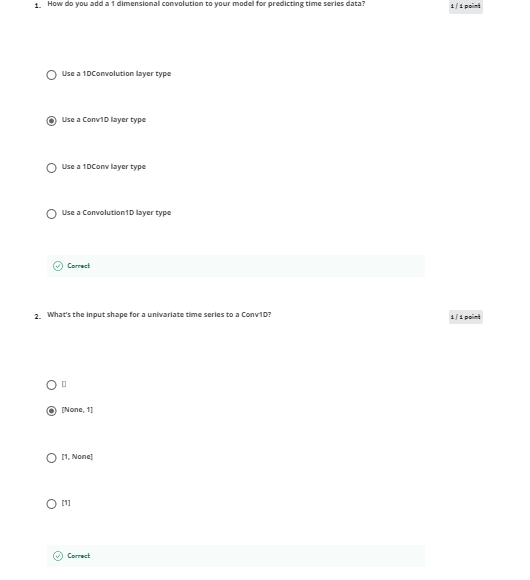 1. How do you add a 1 dimensional convolution to your model for predicting time series data?
1 / 1 point
Use a 1DConvolution layer type
Use a Conv1D layer type
Use a 1DConv layer type
Use a Convolution1D layer type
Correct
2. What's the input shape for a univariate time series to a Conv1D?
1 / 1 point
[]
[None, 1]
[1, None]
[1]
Correct